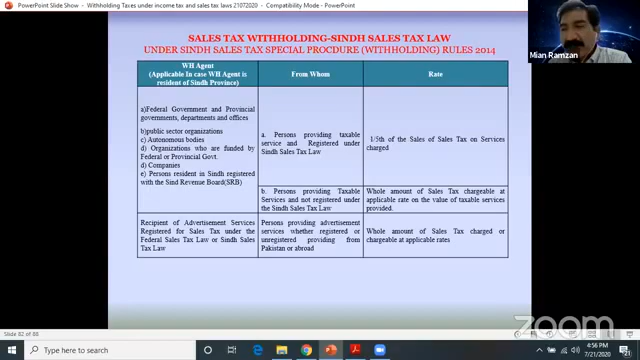 PowerPoint Slide Show - Withholding Taxes under income tax and sales tax laws 21072020 - Compatibility Mode - PowerPoint
SALES TAX WITHHOLDING-SINDH SALES TAX LAW
UNDER SINDH SALES TAX SPECIAL PROCDURE (WITHHOLDING) RULES 2014
WH Agent
(Applicable In case WH Agent is
resident of Sindh Province)
From Whom
Rate
a)Federal Government and Provincial
governments, departments and offices
b)public sector organizations
c) Autonomous bodies
d) Organizations who are funded by
Federal or Provincial Govt.
d) Companies
e) Persons resident in Sindh registered
with the Sind Revenue Board(SRB)
a. Persons providing taxable
service and Registered under
Sindh Sales Tax Law
1/5th of the Sales of Sales Tax on Services
charged
b. Persons providing Taxable
Services and not registered under
the Sindh Sales Tax Law
Whole amount of Sales Tax chargeable at
applicable rate on the value of taxable services
provided.
Recipient of Advertisement Services
Registered for Sales Tax under the
Federal Sales Tax Law or Sindh Sales
Tax Law
Persons providing advertisement
services whether registered or
unregistered providing from
Pakistan or abroad
Whole amount of Sales Tax charged or
chargeable at applicable rates
Mian Ramzan
zoom
Slide 82 of 88
Type here to search
4:56 PM
7/21/2020